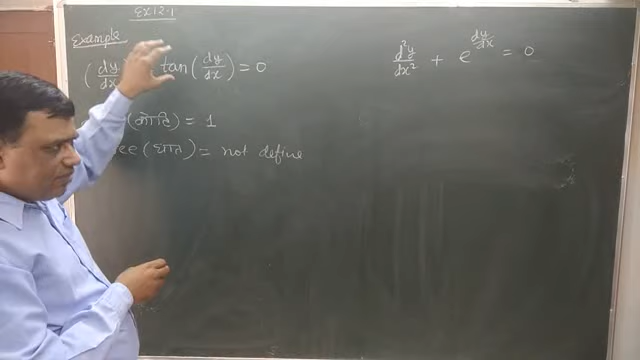 Ex 12.1
Example
(dy/dx tan(dy/dx) = 0
(कोटि) = 1
ee (घात) = not define
d²y/dx² + e^(dy/dx) = 0